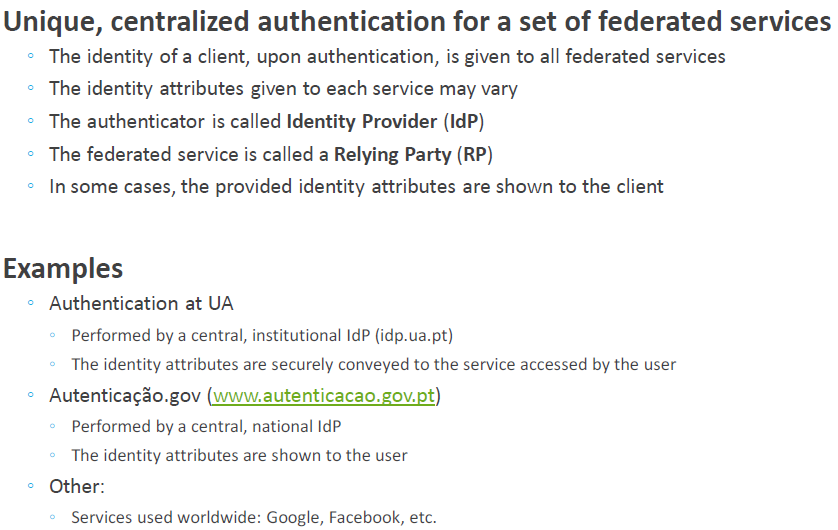 Unique, centralized authentication for a set of federated services
◦ The identity of a client, upon authentication, is given to all federated services
◦ The identity attributes given to each service may vary
◦ The authenticator is called Identity Provider (IdP)
◦ The federated service is called a Relying Party (RP)
◦ In some cases, the provided identity attributes are shown to the client
Examples
◦ Authentication at UA
◦ Performed by a central, institutional IdP (idp.ua.pt)
◦ The identity attributes are securely conveyed to the service accessed by the user
◦ Autenticação.gov (www.autenticacao.gov.pt)
◦ Performed by a central, national IdP
◦ The identity attributes are shown to the user
◦ Other:
◦ Services used worldwide: Google, Facebook, etc.